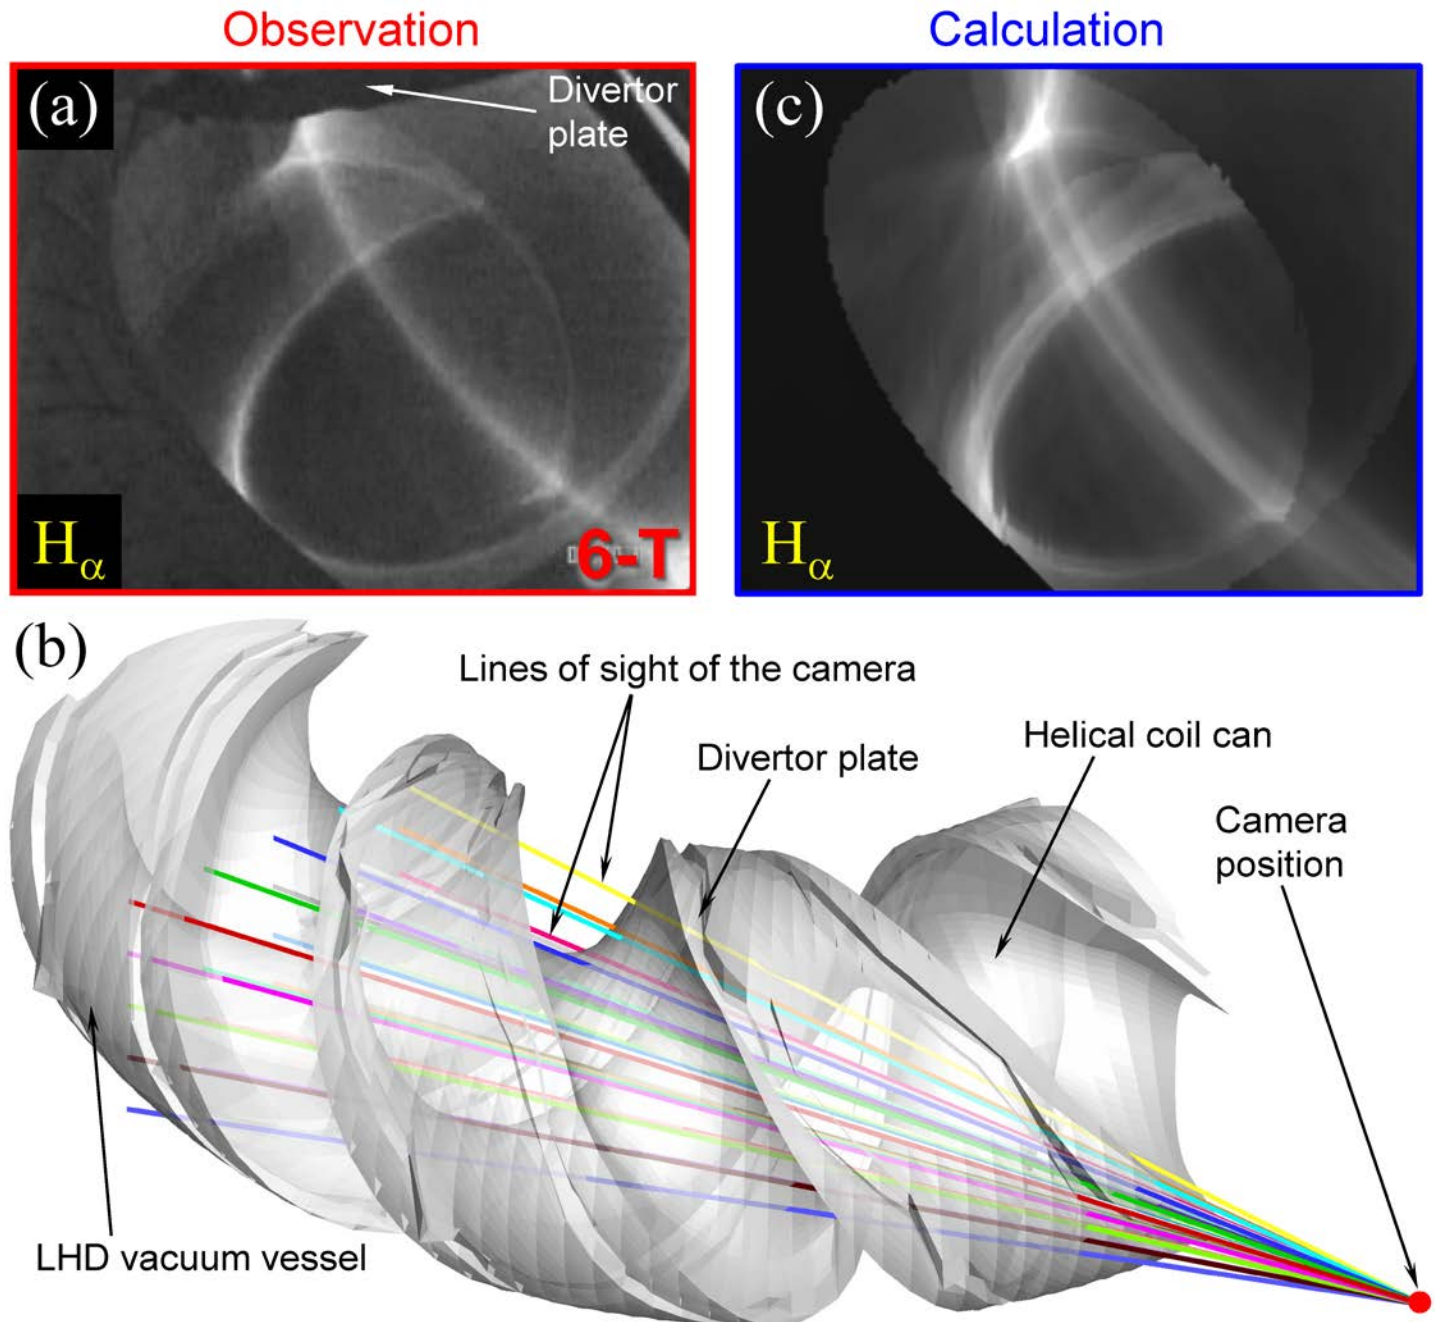 Observation
Calculation
(a)
Divertor
plate
(c)
Hα
6-T
Hα
(b)
Lines of sight of the camera
Divertor plate
Helical coil can
Camera
position
LHD vacuum vessel